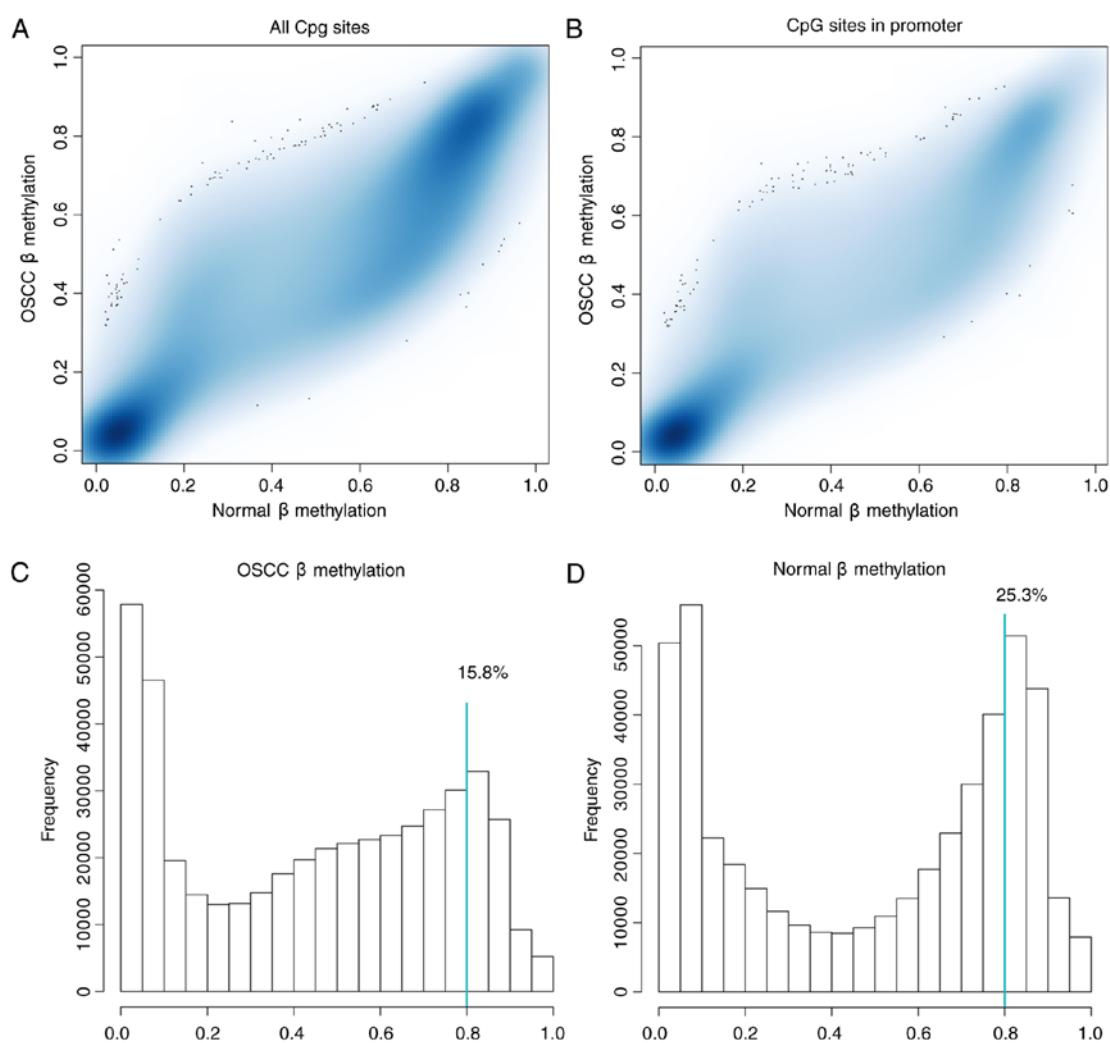 A
All Cpg sites
OSCC β methylation
0.0 0.2 0.4 0.6 0.8 1.0
0.0 0.2 0.4 0.6 0.8 1.0
Normal β methylation
B
CpG sites in promoter
OSCC β methylation
0.0 0.2 0.4 0.6 0.8 1.0
0.0 0.2 0.4 0.6 0.8 1.0
Normal β methylation
C
OSCC β methylation
15.8%
Frequency
0 10000 20000 30000 40000 50000 60000
0.0 0.2 0.4 0.6 0.8 1.0
D
Normal β methylation
25.3%
Frequency
0 10000 20000 30000 40000 50000
0.0 0.2 0.4 0.6 0.8 1.0